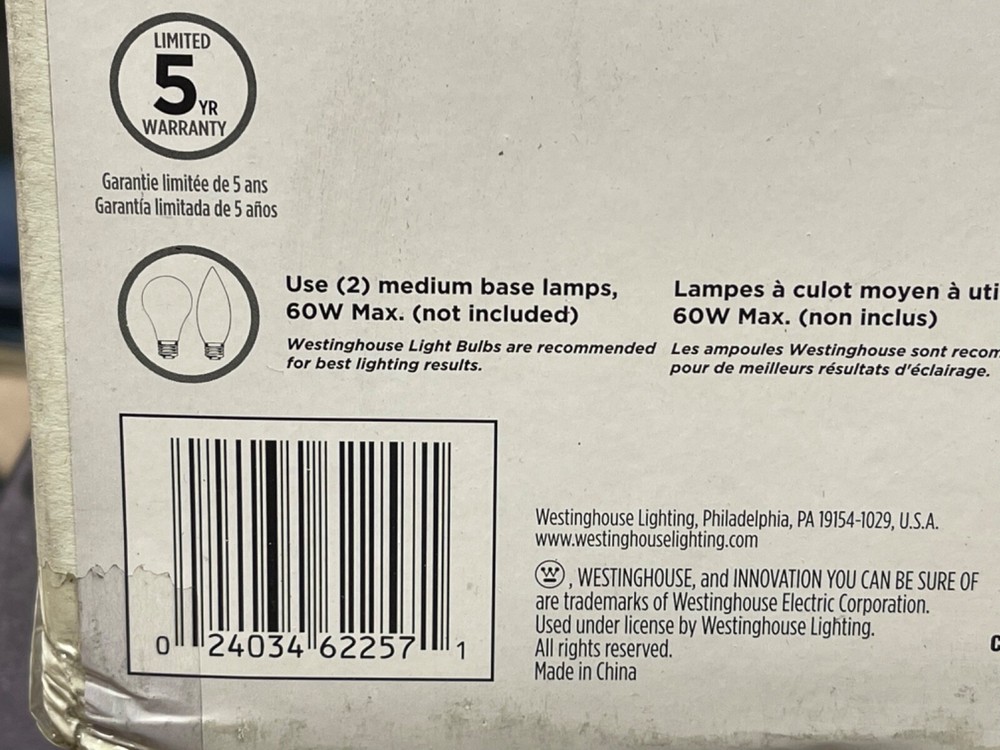 LIMITED
5 YR
WARRANTY
Garantie limitée de 5 ans
Garantía limitada de 5 años
Use (2) medium base lamps,
60W Max. (not included)
Westinghouse Light Bulbs are recommended
for best lighting results.
Lampes à culot moyen à
60W Max. (non inclus)
Les ampoules Westinghouse sont
pour de meilleurs résultats d'éclairage.
0 24034 62257 1
Westinghouse Lighting, Philadelphia, PA 19154-1029, U.S.A.
www.westinghouselighting.com
W, WESTINGHOUSE, and INNOVATION YOU CAN BE SURE OF
are trademarks of Westinghouse Electric Corporation.
Used under license by Westinghouse Lighting.
All rights reserved.
Made in China